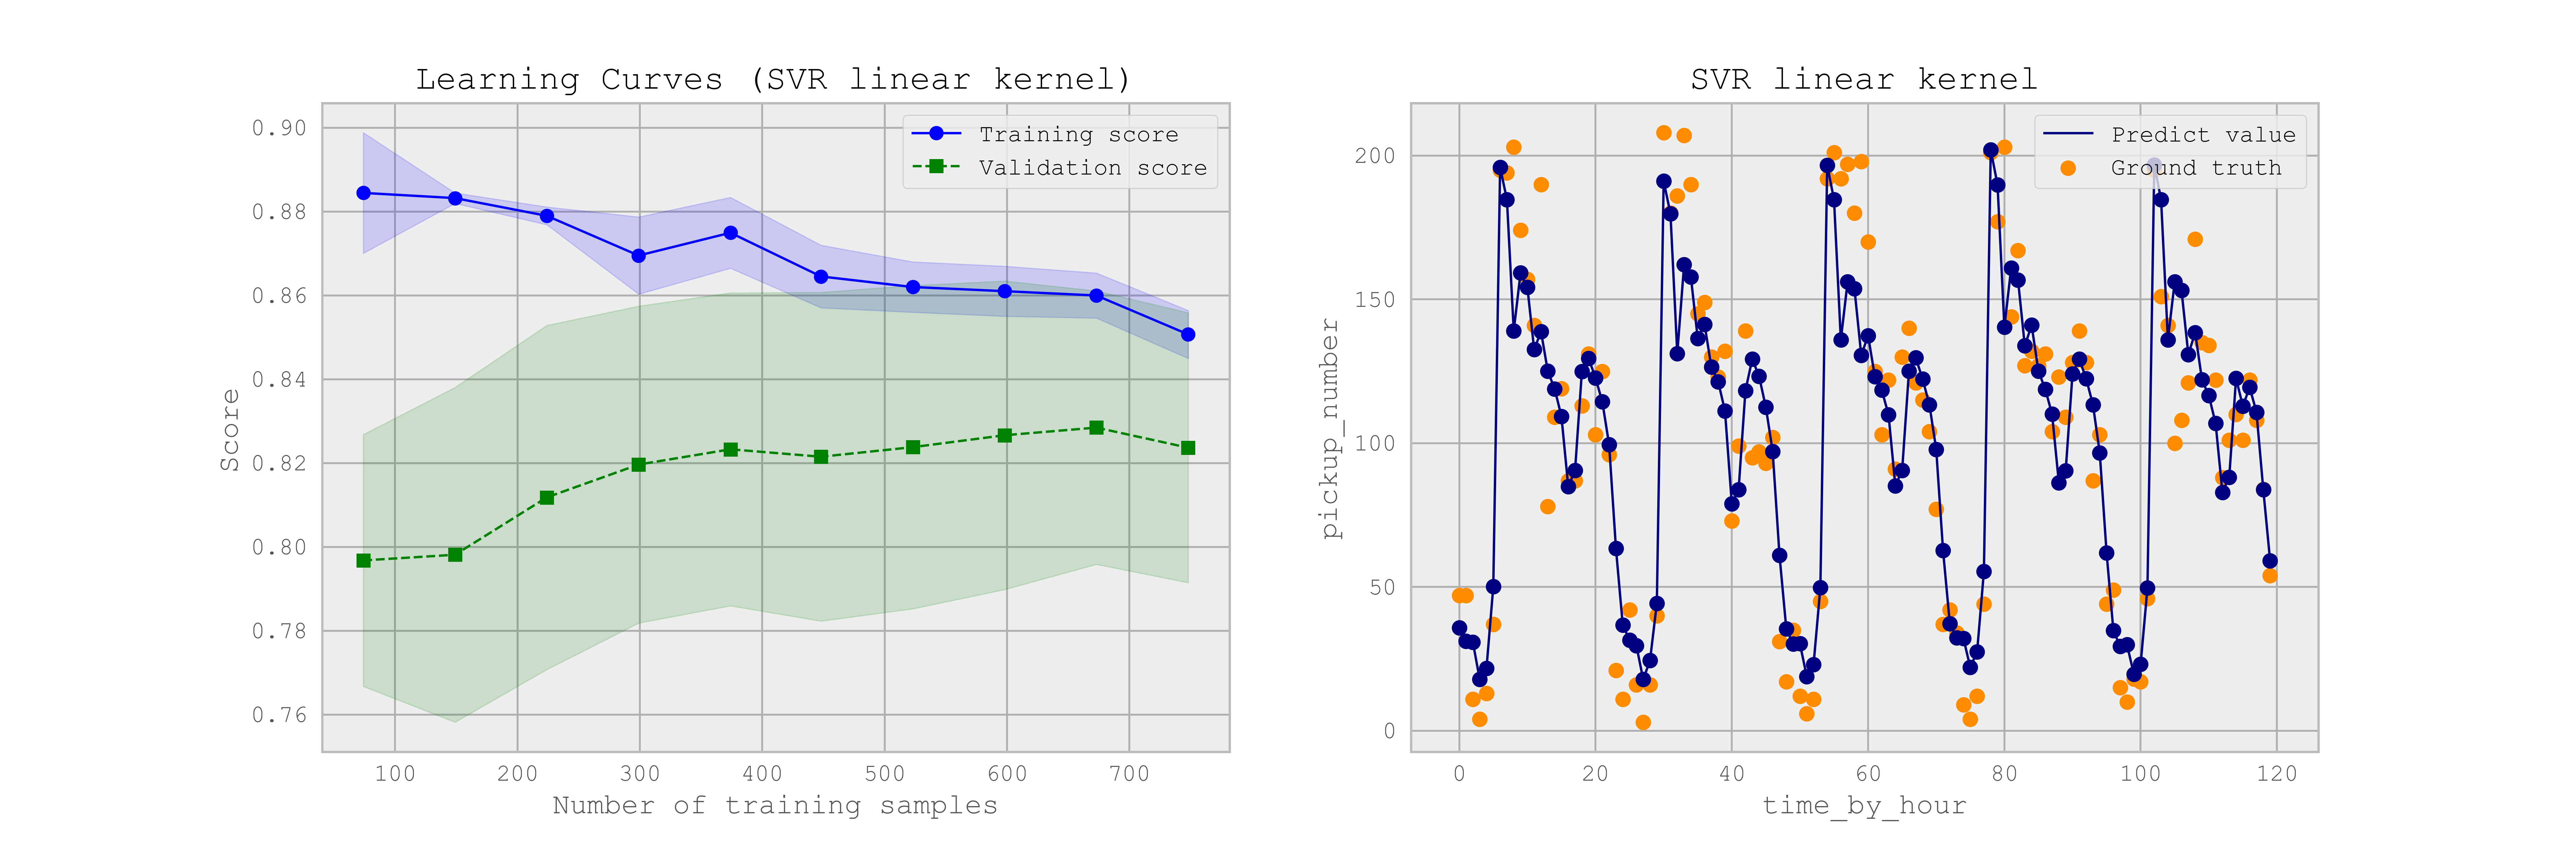 Learning Curves (SVR linear kernel)
Training score
Validation score
0.90
0.88
0.86
0.84
0.82
0.80
0.78
0.76
Score
100 200 300 400 500 600 700
Number of training samples
SVR linear kernel
Predict value
Ground truth
200
150
100
50
0
pickup_number
0 20 40 60 80 100 120
time_by_hour